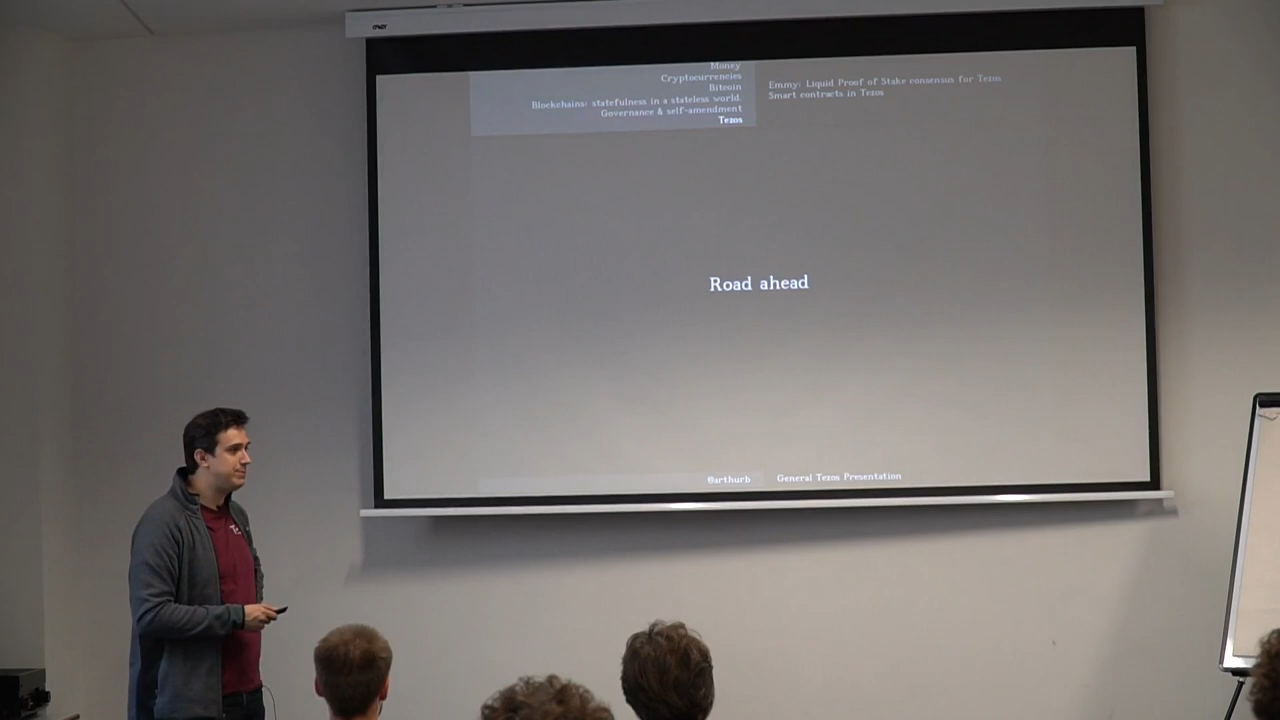 Money
Cryptocurrencies
Bitcoin
Blockchains: statefulness in a stateless world.
Governance & self-amendment
Tezos
Emmy: Liquid Proof of Stake consensus for Tezos
Smart contracts in Tezos
Road ahead
@arthurb
General Tezos Presentation